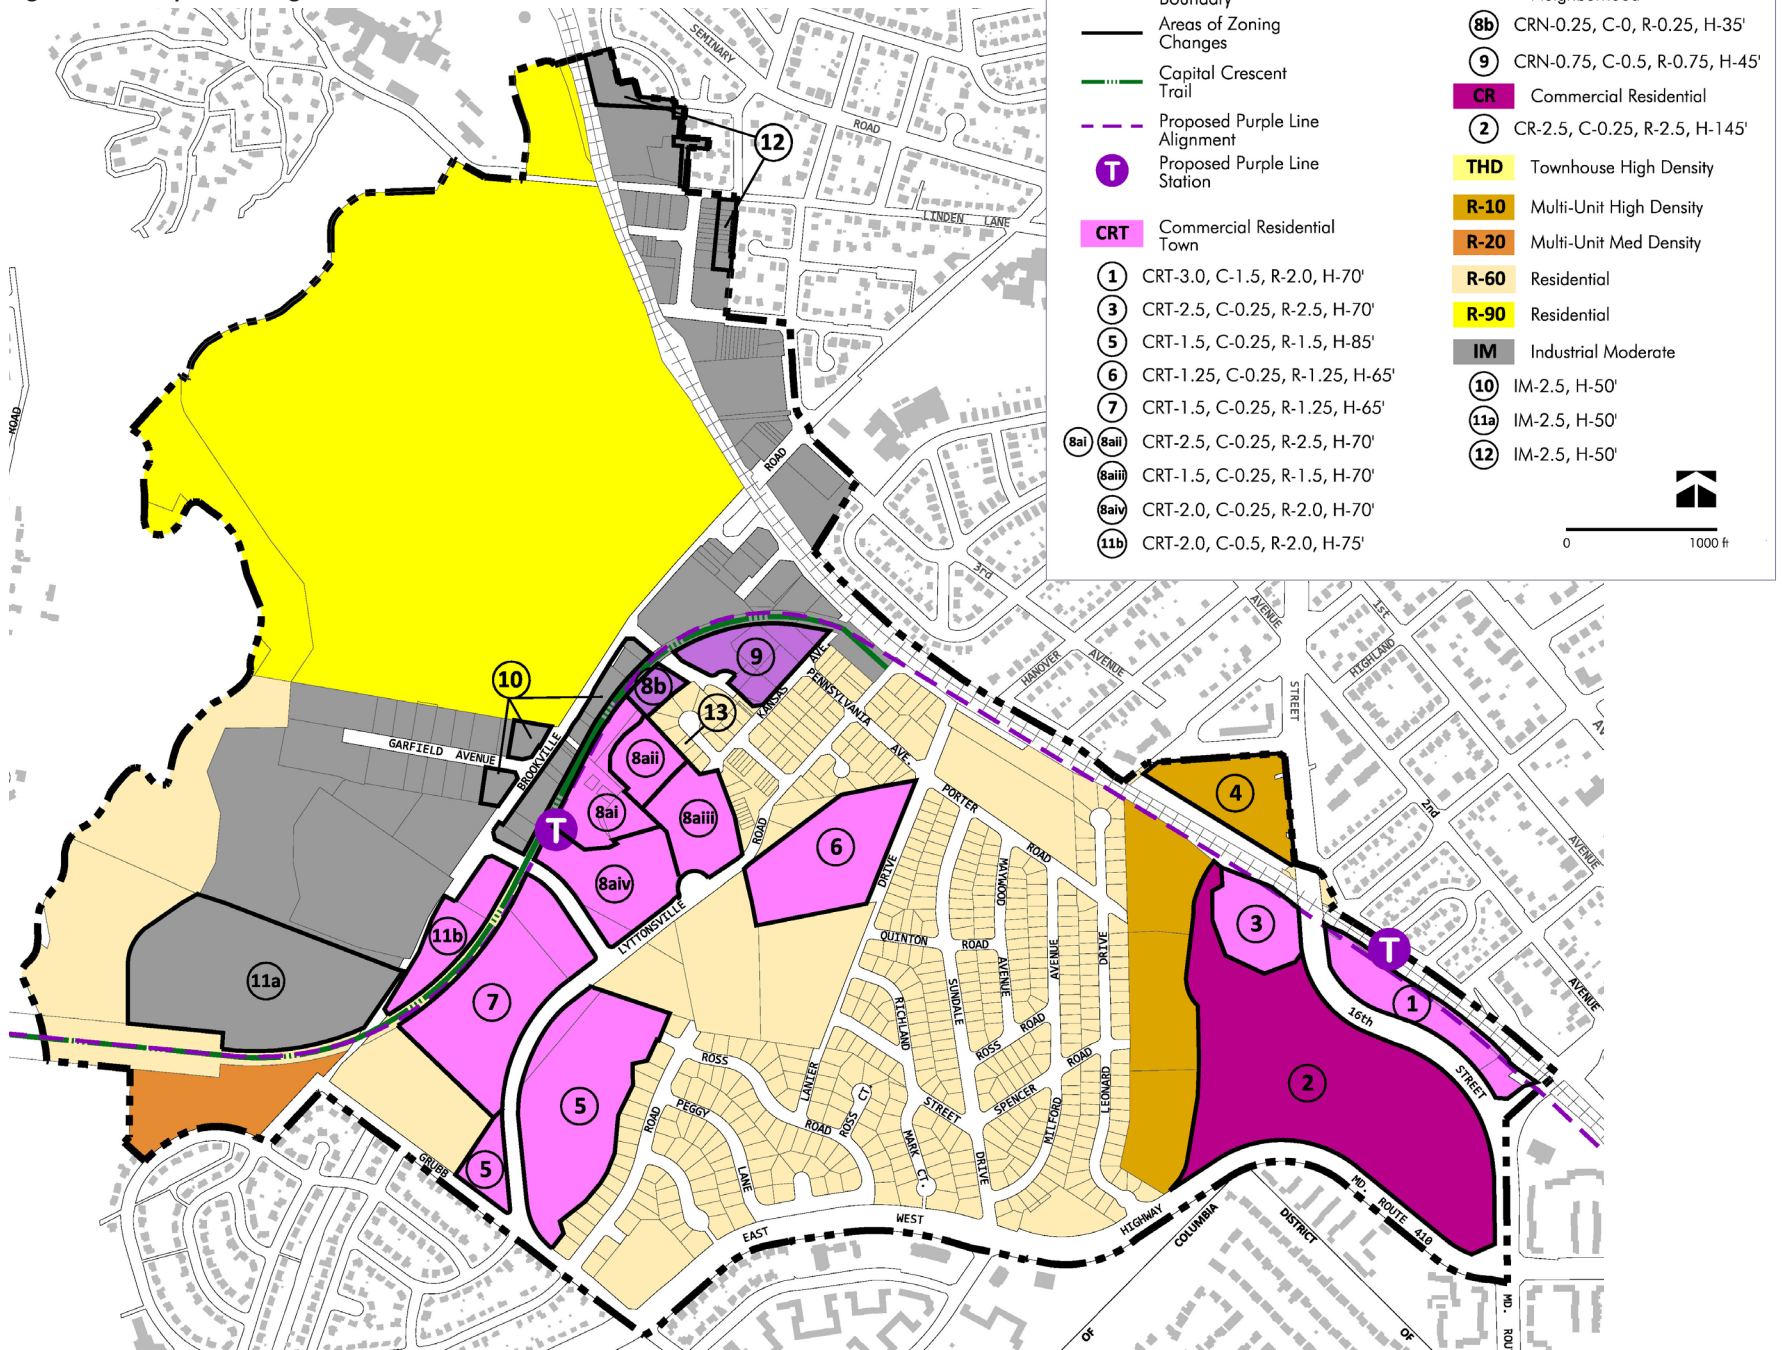 Boundary
Areas of Zoning
Changes
Capital Crescent
Trail
Proposed Purple Line
Alignment
T
Proposed Purple Line
Station
CRT
Commercial Residential
Town
1 CRT-3.0, C-1.5, R-2.0, H-70'
3 CRT-2.5, C-0.25, R-2.5, H-70'
5 CRT-1.5, C-0.25, R-1.5, H-85'
6 CRT-1.25, C-0.25, R-1.25, H-65'
7 CRT-1.5, C-0.25, R-1.25, H-65'
8ai 8aii CRT-2.5, C-0.25, R-2.5, H-70'
8aiii CRT-1.5, C-0.25, R-1.5, H-70'
8aiv CRT-2.0, C-0.25, R-2.0, H-70'
11b CRT-2.0, C-0.5, R-2.0, H-75'
8b CRN-0.25, C-0, R-0.25, H-35'
9 CRN-0.75, C-0.5, R-0.75, H-45'
CR Commercial Residential
2 CR-2.5, C-0.25, R-2.5, H-145'
THD Townhouse High Density
R-10 Multi-Unit High Density
R-20 Multi-Unit Med Density
R-60 Residential
R-90 Residential
IM Industrial Moderate
10 IM-2.5, H-50'
11a IM-2.5, H-50'
12 IM-2.5, H-50'
0 1000 ft
SEMINARY
ROAD
12
LINDEN LANE
ROAD
ROAD
3rd
AVENUE
1st
HIGHLAND
HANOVER AVENUE
STREET
2nd
AVENUE
AVENUE
9
AVE.
KANSAS
PENNSYLVANIA
AVE.
8b
10
13
GARFIELD AVENUE
BROOKVILLE
8aii
8ai
8aiii
8aiv
T
ROAD
6
DRIVE
PORTER
ROAD
4
3
T
1
16th
STREET
2
11b
11a
7
LYTTONSVILLE
QUINTON ROAD
MAYWOOD
AVENUE
AVENUE
DRIVE
SUNDALE
RICHLAND
ROSS
ROAD
ROAD
SPENCER
STREET
LEONARD
MILFORD
DRIVE
5
5
GRUBB
ROAD
ROSS
PEGGY
LANE
LANIER
ROAD
ROSS CT.
MARK CT.
EAST
WEST
HIGHWAY
COLUMBIA
DISTRICT
OF
OF
MD. ROUTE 410
MD.